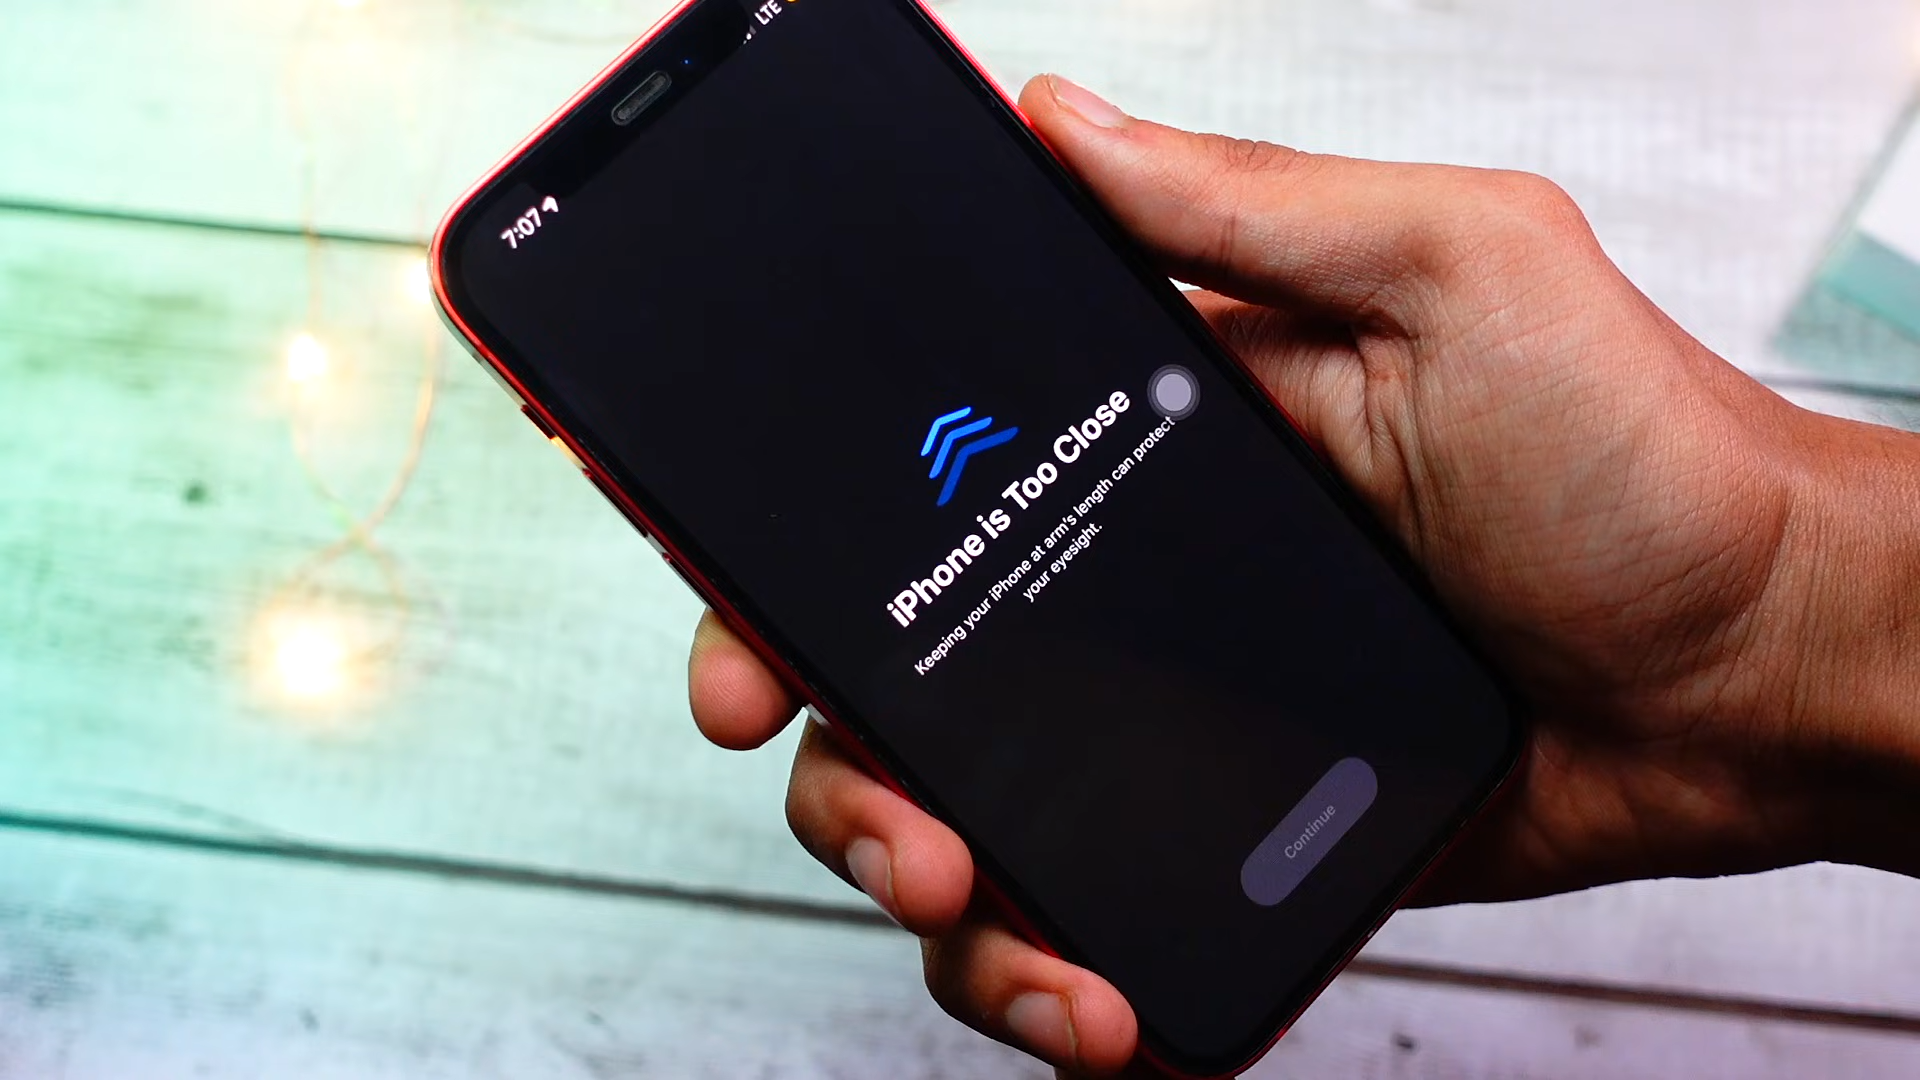 7:07
LTE
iPhone is Too Close
Keeping your iPhone at arm's length can protect
your eyesight.
Continue